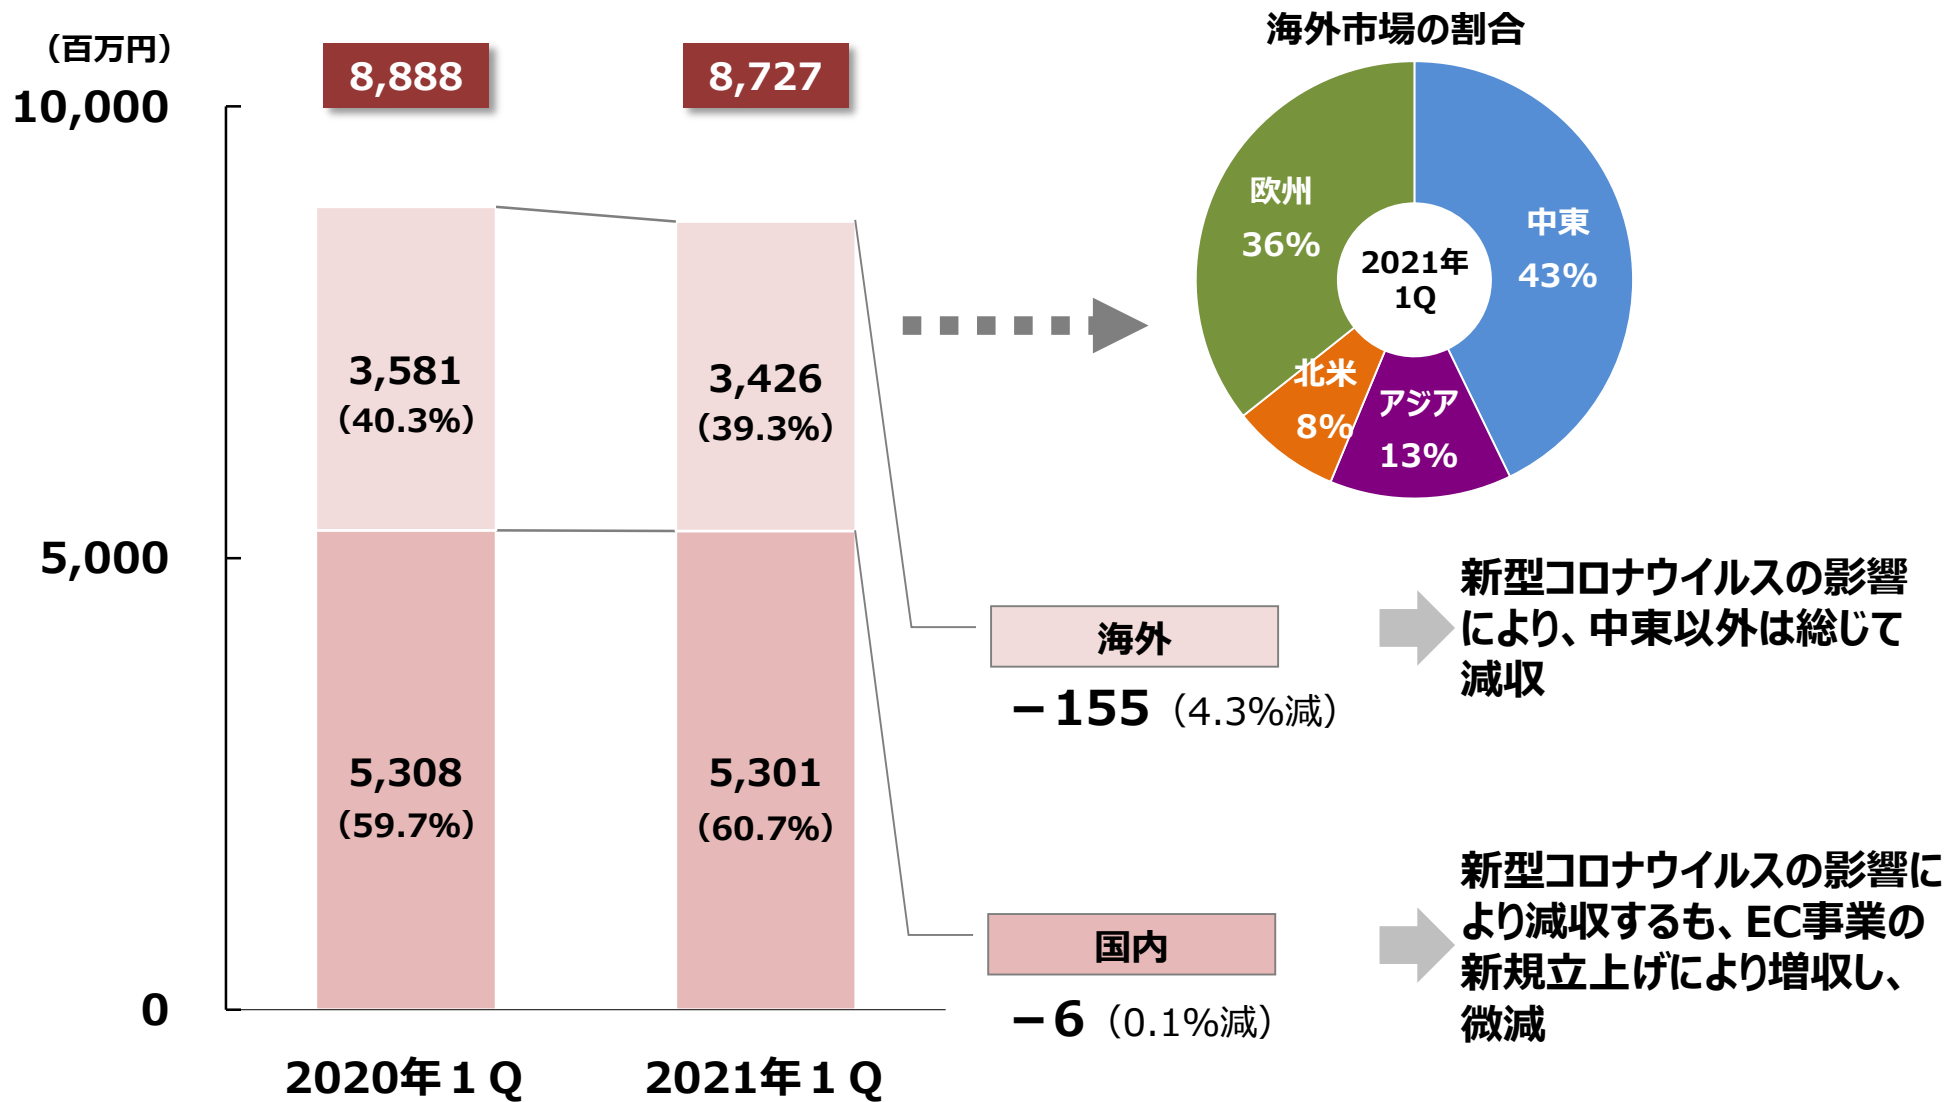 （百万円）
10,000
5,000
0
8,888
8,727
3,581
（40.3%）
3,426
（39.3%）
5,308
（59.7%）
5,301
（60.7%）
2020年１Q
2021年１Q
海外市場の割合
欧州
36%
中東
43%
2021年
1Q
北米
8%
アジア
13%
海外
－155（4.3%減）
新型コロナウイルスの影響
により、中東以外は総じて
減収
国内
－6（0.1%減）
新型コロナウイルスの影響に
より減収するも、EC事業の
新規立上げにより増収し、
微減